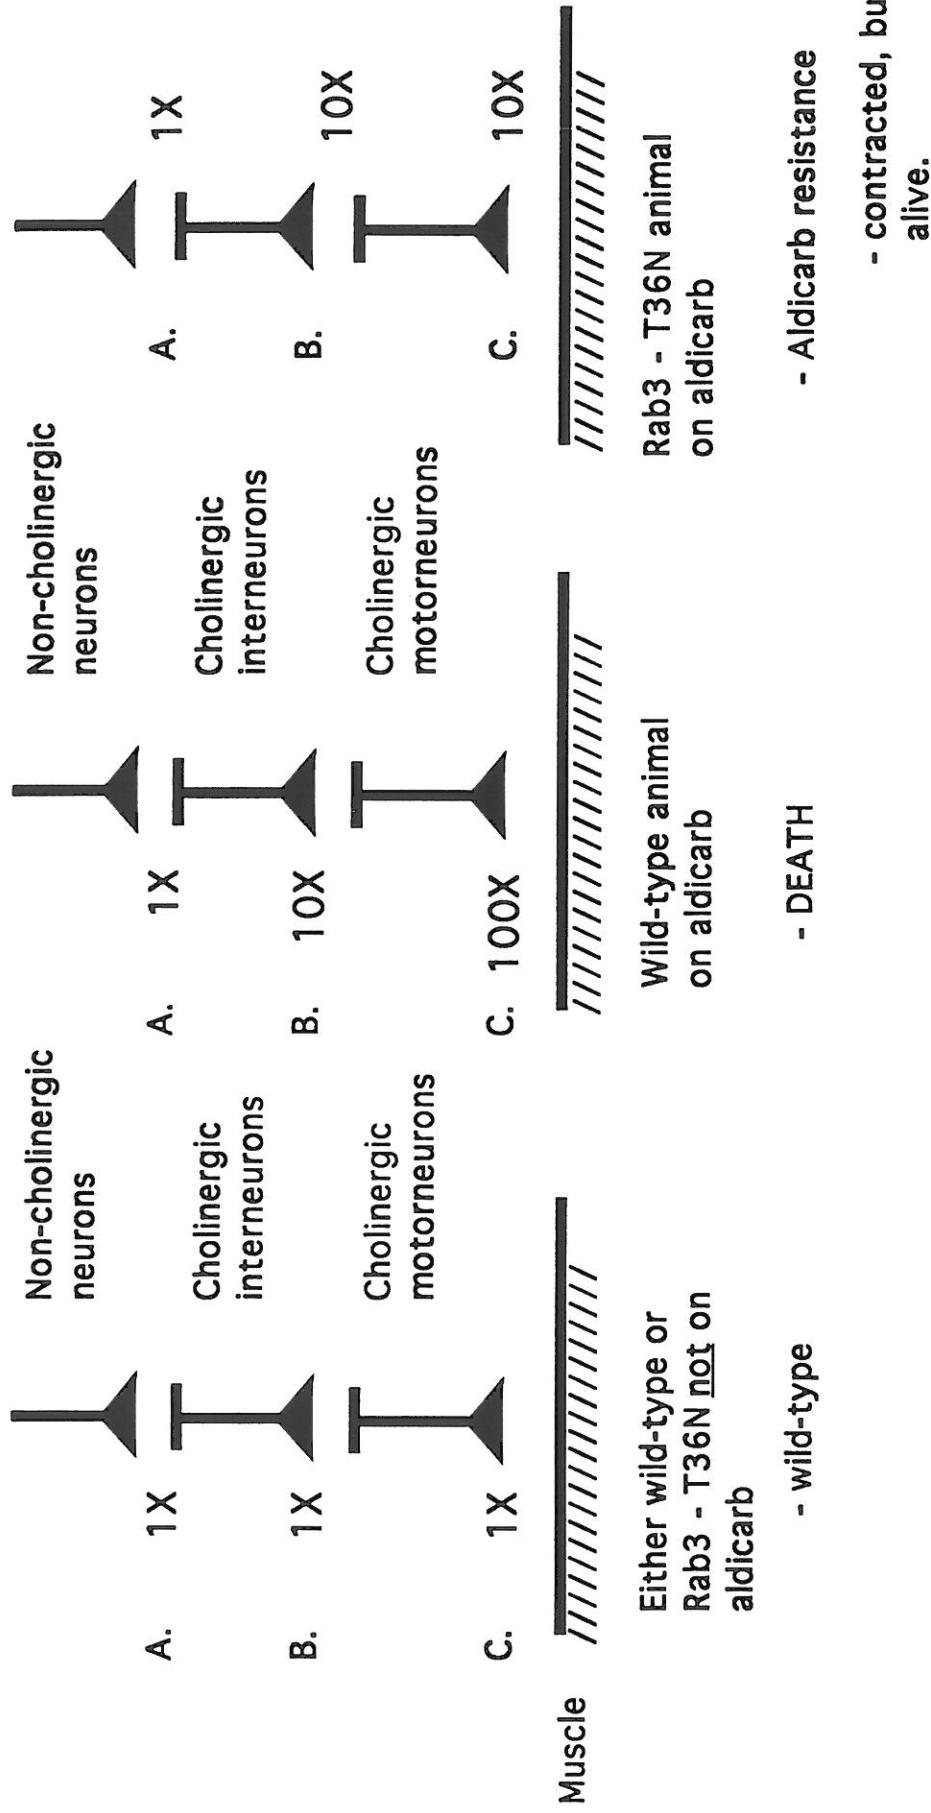 Non-cholinergic
neurons
A. 1X
Cholinergic
interneurons
B. 1X
Cholinergic
motorneurons
C. 1X
Muscle
Either wild-type or
Rab3 - T36N not on
aldicarb
- wild-type
Non-cholinergic
neurons
A. 1X
Cholinergic
interneurons
B. 10X
Cholinergic
motorneurons
C. 100X
Wild-type animal
on aldicarb
- DEATH
A. 1X
B. 10X
C. 10X
Rab3 - T36N animal
on aldicarb
- Aldicarb resistance
- contracted, bu
alive.